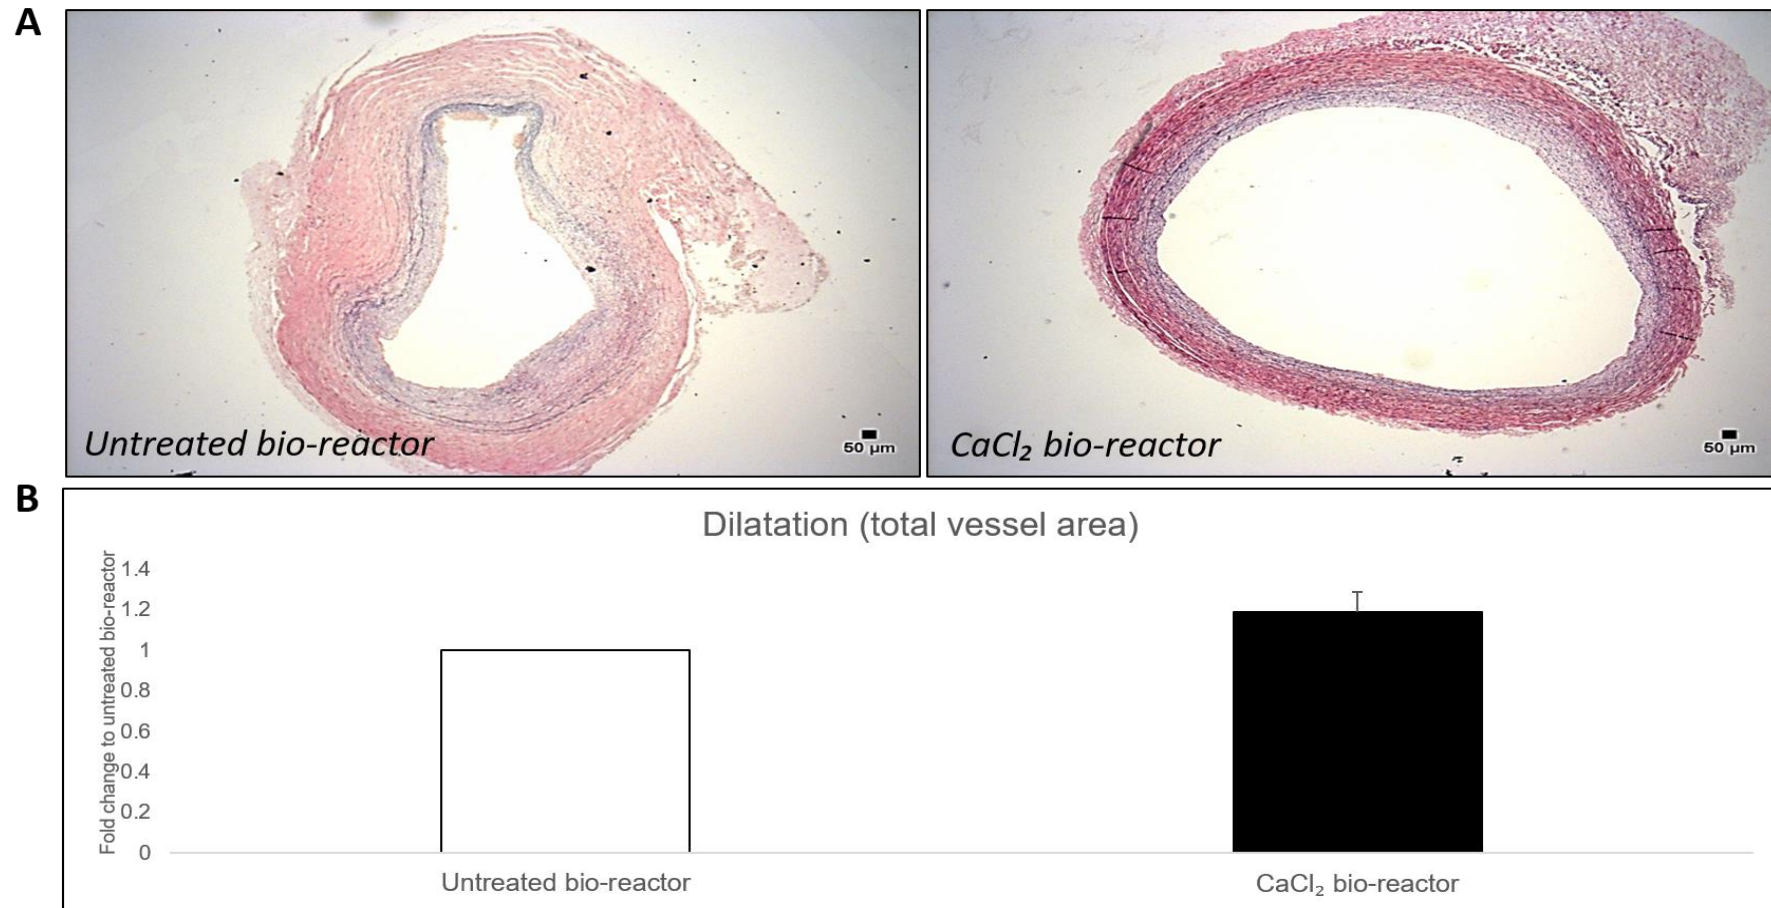 A
Untreated bio-reactor
50 µm
CaCl₂ bio-reactor
50 µm
B
Dilatation (total vessel area)
Fold change to untreated bio-reactor
1.4
1.2
1
0.8
0.6
0.4
0.2
0
Untreated bio-reactor
CaCl₂ bio-reactor